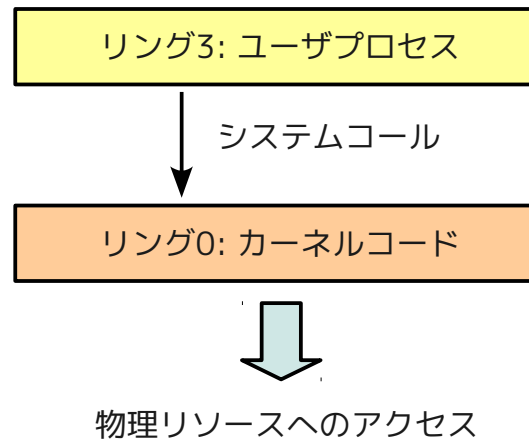 リング3: ユーザプロセス
システムコール
リング0: カーネルコード
物理リソースへのアクセス